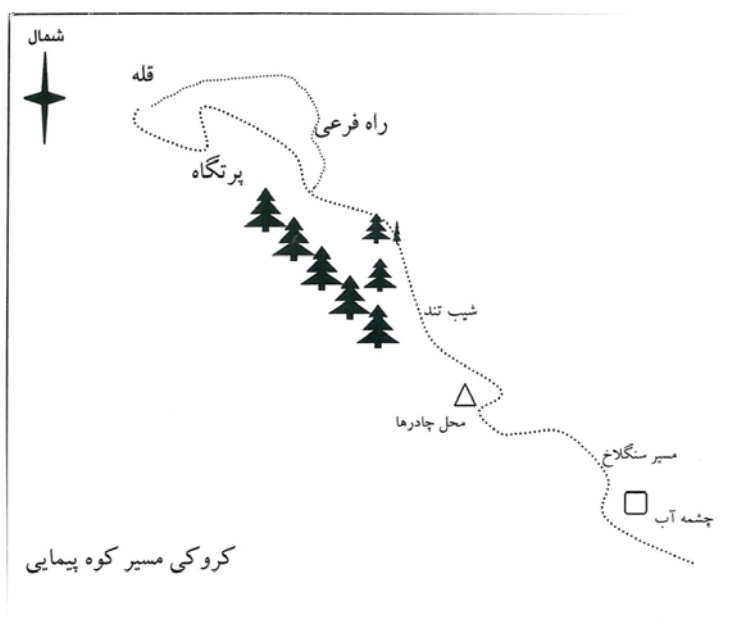 شمال
قله
راه فرعی
پرتگاه
شیب تند
محل چادرها
مسیر سنگلاخ
چشمه آب
کروکی مسیر کوه پیمایی